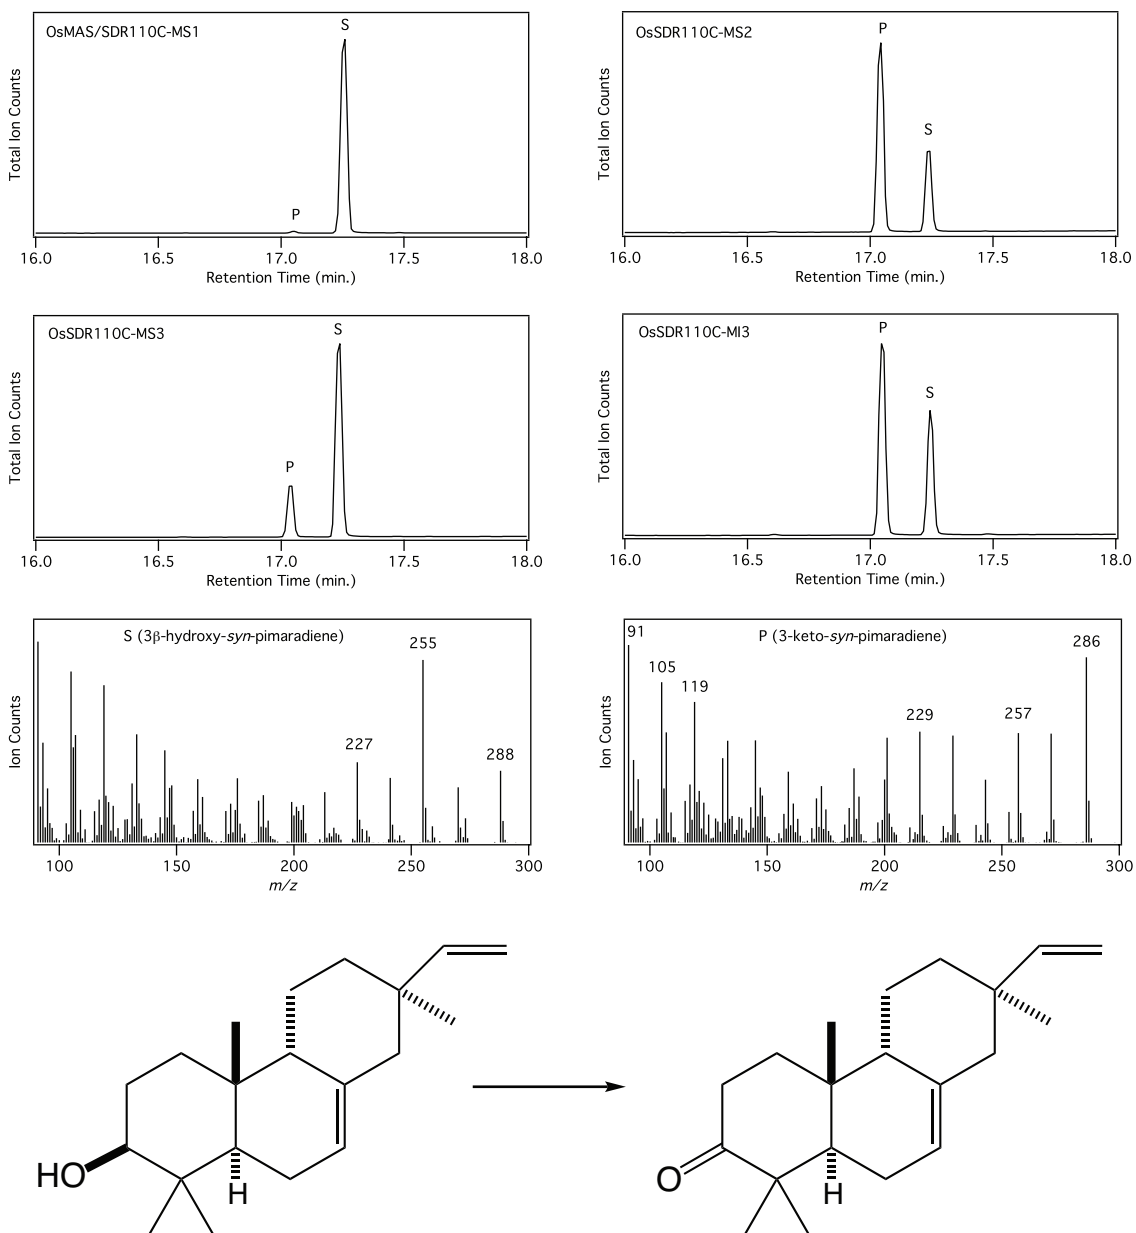 OsMAS/SDR110C-MS1
S
P
Total Ion Counts
16.0 16.5 17.0 17.5 18.0
Retention Time (min.)
OsSDR110C-MS2
P
S
Total Ion Counts
16.0 16.5 17.0 17.5 18.0
Retention Time (min.)
OsSDR110C-MS3
S
P
Total Ion Counts
16.0 16.5 17.0 17.5 18.0
Retention Time (min.)
OsSDR110C-MI3
P
S
Total Ion Counts
16.0 16.5 17.0 17.5 18.0
Retention Time (min.)
S (3β-hydroxy-syn-pimaradiene)
255
227
288
Ion Counts
100 150 200 250 300
m/z
P (3-keto-syn-pimaradiene)
91
105
119
229
257
286
Ion Counts
100 150 200 250 300
m/z
HO
H
O
H